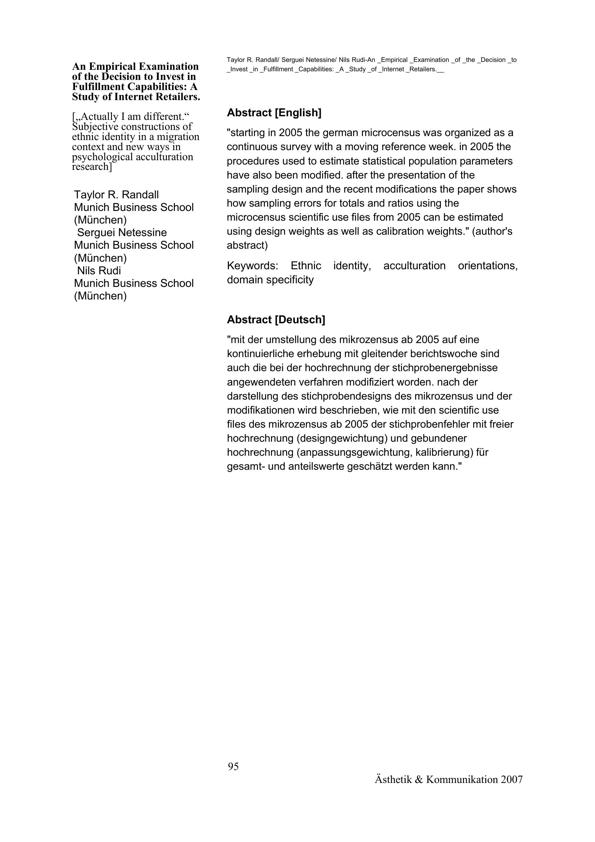 An Empirical Examination
of the Decision to Invest in
Fulfillment Capabilities: A
Study of Internet Retailers.
[„Actually I am different.“
Subjective constructions of
ethnic identity in a migration
context and new ways in
psychological acculturation
research]
Taylor R. Randall
Munich Business School
(München)
Serguei Netessine
Munich Business School
(München)
Nils Rudi
Munich Business School
(München)
Taylor R. Randall/ Serguei Netessine/ Nils Rudi-An _Empirical _Examination _of _the _Decision _to
_Invest _in _Fulfillment _Capabilities: _A _Study _of _Internet _Retailers.__
Abstract [English]
"starting in 2005 the german microcensus was organized as a
continuous survey with a moving reference week. in 2005 the
procedures used to estimate statistical population parameters
have also been modified. after the presentation of the
sampling design and the recent modifications the paper shows
how sampling errors for totals and ratios using the
microcensus scientific use files from 2005 can be estimated
using design weights as well as calibration weights." (author's
abstract)
Keywords: Ethnic identity, acculturation orientations,
domain specificity
Abstract [Deutsch]
"mit der umstellung des mikrozensus ab 2005 auf eine
kontinuierliche erhebung mit gleitender berichtswoche sind
auch die bei der hochrechnung der stichprobenergebnisse
angewendeten verfahren modifiziert worden. nach der
darstellung des stichprobendesigns des mikrozensus und der
modifikationen wird beschrieben, wie mit den scientific use
files des mikrozensus ab 2005 der stichprobenfehler mit freier
hochrechnung (designgewichtung) und gebundener
hochrechnung (anpassungsgewichtung, kalibrierung) für
gesamt- und anteilswerte geschätzt werden kann."
95
Ästhetik & Kommunikation 2007